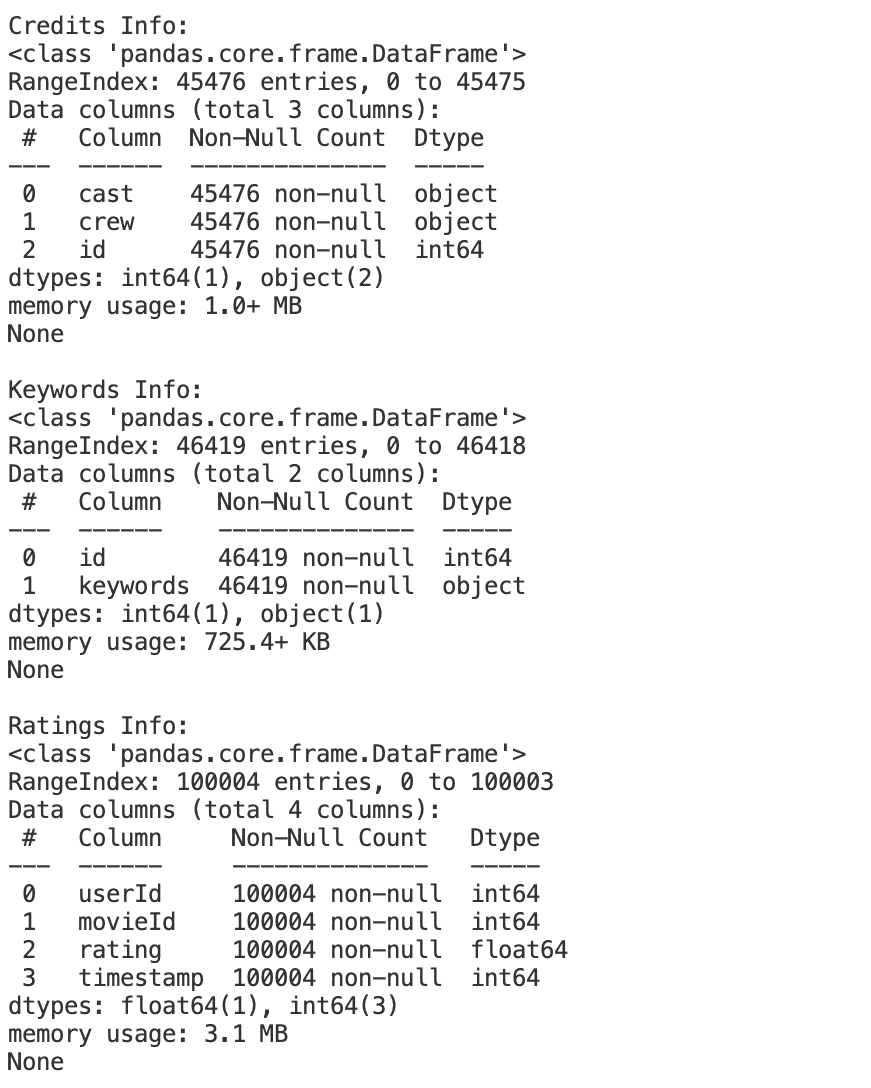 Credits Info:
<class 'pandas.core.frame.DataFrame'>
RangeIndex: 45476 entries, 0 to 45475
Data columns (total 3 columns):
 #   Column  Non-Null Count  Dtype
---  ------  --------------  -----
 0   cast    45476 non-null  object
 1   crew    45476 non-null  object
 2   id      45476 non-null  int64
dtypes: int64(1), object(2)
memory usage: 1.0+ MB
None

Keywords Info:
<class 'pandas.core.frame.DataFrame'>
RangeIndex: 46419 entries, 0 to 46418
Data columns (total 2 columns):
 #   Column    Non-Null Count  Dtype
---  ------    --------------  -----
 0   id        46419 non-null  int64
 1   keywords  46419 non-null  object
dtypes: int64(1), object(1)
memory usage: 725.4+ KB
None

Ratings Info:
<class 'pandas.core.frame.DataFrame'>
RangeIndex: 100004 entries, 0 to 100003
Data columns (total 4 columns):
 #   Column     Non-Null Count   Dtype
---  ------     --------------   -----
 0   userId     100004 non-null  int64
 1   movieId    100004 non-null  int64
 2   rating     100004 non-null  float64
 3   timestamp  100004 non-null  int64
dtypes: float64(1), int64(3)
memory usage: 3.1 MB
None